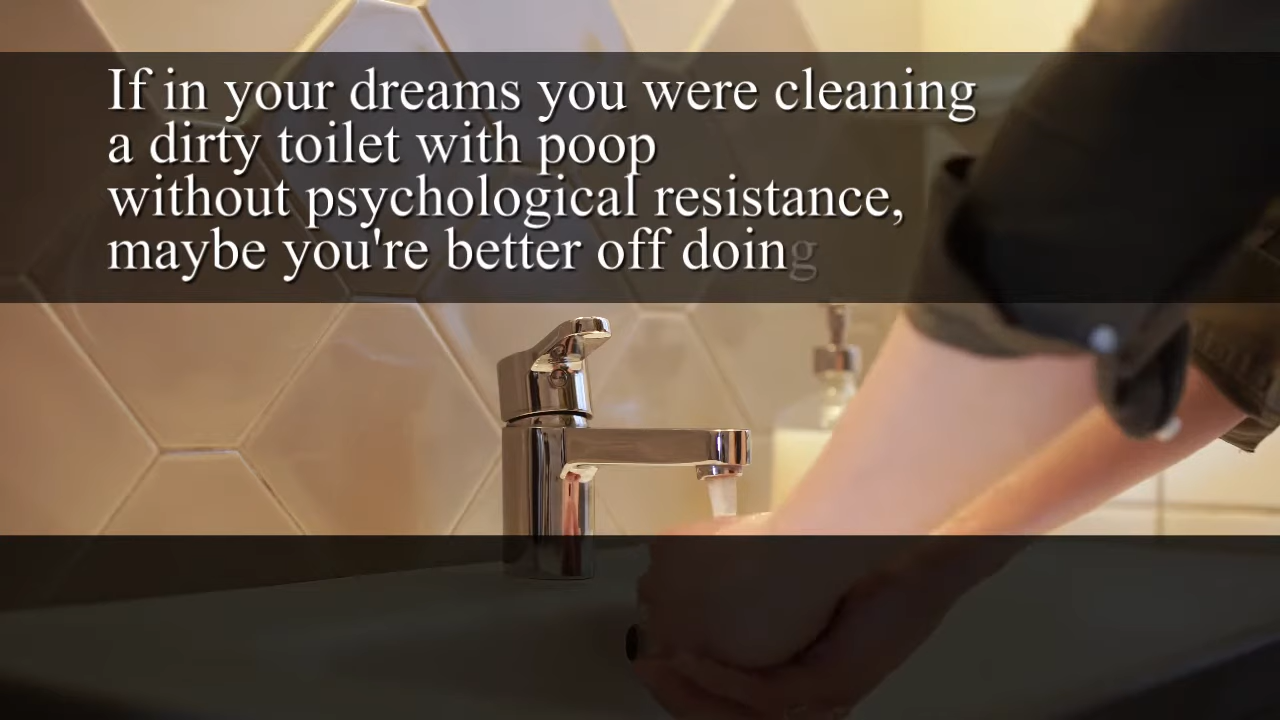 If in your dreams you were cleaning
a dirty toilet with poop
without psychological resistance,
maybe you're better off doing